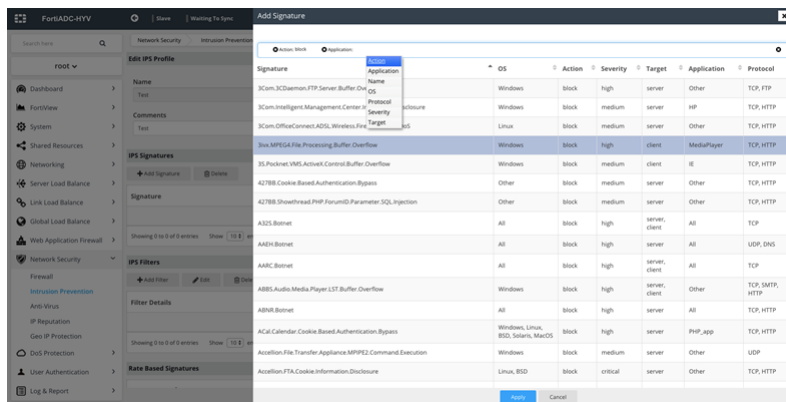 FortiADC-HYV
Slave
Waiting To Sync
Add Signature
Search here
root
Dashboard
FortiView
System
Shared Resources
Networking
Server Load Balance
Link Load Balance
Global Load Balance
Web Application Firewall
Network Security
Firewall
Intrusion Prevention
Anti-Virus
IP Reputation
Geo IP Protection
DoS Protection
User Authentication
Log & Report
Network Security Intrusion Prevention
Edit IPS Profile
Name
Test
Comments
Test
IPS Signatures
Add Signature Delete
Signature
Showing 0 to 0 of 0 entries Show 10
IPS Filters
Add Filter Edit
Filter Details
Showing 0 to 0 of 0 entries Show 10
Rate Based Signatures
Action: block Application:
Action
Application
Name
OS
Protocol
Severity
Target
Signature OS Action Severity Target Application Protocol
3Com.3CDaemon.FTP.Server.Buffer. Windows block high server Other TCP, FTP
3Com.Intelligent.Management.Center. Windows block medium server HP TCP, HTTP
3Com.OfficeConnect.ADSL.Wireless. Linux block medium server Other TCP, HTTP
3ivx.MPEG4.File.Processing.Buffer.Overflow Windows block high client MediaPlayer TCP, HTTP
3S.Pocknet.VMS.ActiveX.Control.Buffer.Overflow Windows block medium client IE TCP, HTTP
427BB.Cookie.Based.Authentication.Bypass Other block medium server Other TCP, HTTP
427BB.Showthread.PHP.ForumID.Parameter.SQL.Injection Other block medium server Other TCP, HTTP
A32S.Botnet All block high server, client All TCP
AAEH.Botnet All block high server All UDP, DNS
AARC.Botnet All block high server, client All TCP
ABBS.Audio.Media.Player.LST.Buffer.Overflow Windows block high server, client Other TCP, SMTP, HTTP
ABNR.Botnet All block high server All TCP, HTTP
ACal.Calendar.Cookie.Based.Authentication.Bypass Windows, Linux, BSD, Solaris, MacOS block high server PHP_app TCP, HTTP
Accellion.File.Transfer.Appliance.MPIPE2.Command.Execution Windows block medium server Other UDP
Accellion.FTA.Cookie.Information.Disclosure Linux, BSD block critical server Other TCP, HTTP
Apply Cancel